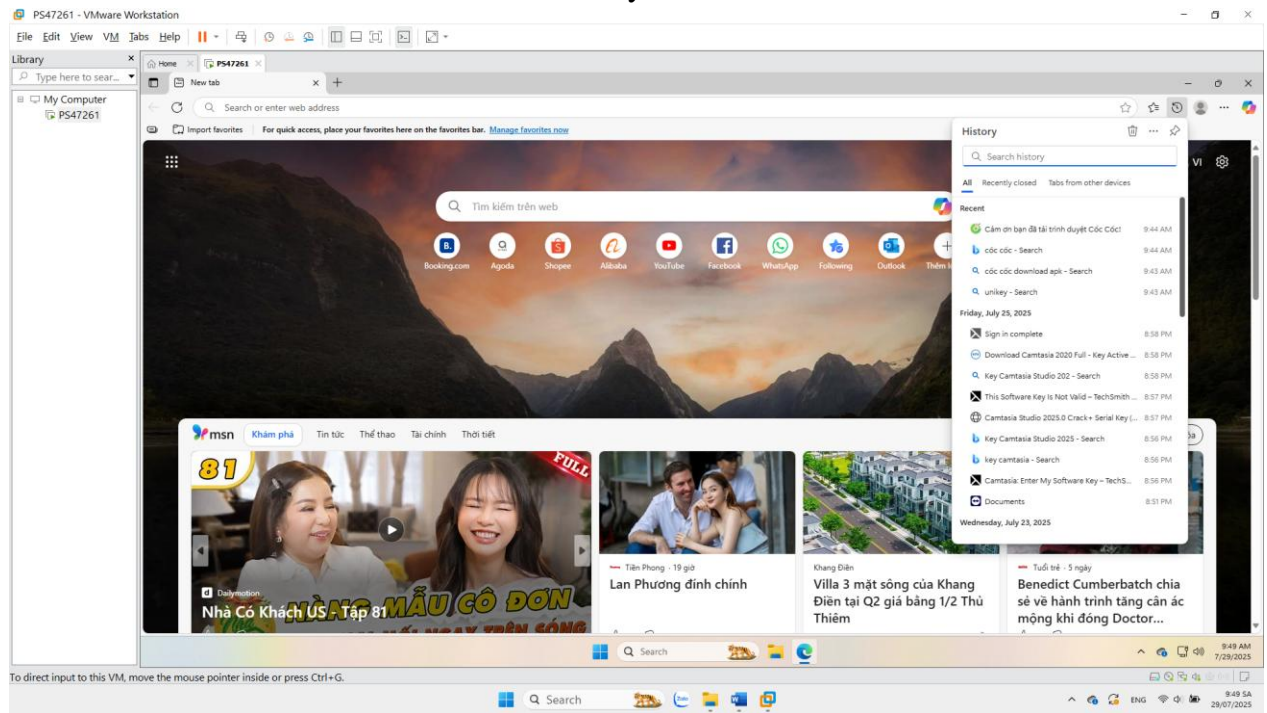 PS47261 - VMware Workstation
File Edit View VM Tabs Help
Library
Home
PS47261
Type here to sear...
My Computer
PS47261
New tab
Search or enter web address
Import favorites
For quick access, place your favorites here on the favorites bar. Manage favorites now
VI
Tìm kiếm trên web
Booking.com
Agoda
Shopee
Alibaba
YouTube
Facebook
WhatsApp
Following
Outlook
History
Search history
All Recently closed Tabs from other devices
Recent
Cảm ơn bạn đã tải trình duyệt Cốc Cốc! 9:44 AM
cốc cốc - Search 9:44 AM
cốc cốc download apk - Search 9:43 AM
unikey - Search 9:43 AM
Friday, July 25, 2025
Sign in complete 8:58 PM
Download Camtasia 2020 Full - Key Active ... 8:58 PM
Key Camtasia Studio 202 - Search 8:58 PM
This Software Key Is Not Valid – TechSmith ... 8:57 PM
Camtasia Studio 2025.0 Crack+ Serial Key (... 8:57 PM
Key Camtasia Studio 2025 - Search 8:56 PM
key camtasia - Search 8:56 PM
Camtasia: Enter My Software Key – TechS... 8:56 PM
Documents 8:51 PM
Wednesday, July 23, 2025
msn
Khám phá Tin tức Thể thao Tài chính Thời tiết
81
FULL
Dailymotion
Nhà Có Khách US - Tập 81
NÀNG MẪU CÔ ĐƠN
Tiền Phong · 19 giờ
Lan Phương đính chính
Khang Điền
Villa 3 mặt sông của Khang
Điền tại Q2 giá bằng 1/2 Thủ
Thiêm
Tuổi trẻ · 5 ngày
Benedict Cumberbatch chia
sẻ về hành trình tăng cân ác
mộng khi đóng Doctor...
Search
9:49 AM
7/29/2025
To direct input to this VM, move the mouse pointer inside or press Ctrl+G.
Search
Zalo
ENG
9:49 SA
29/07/2025